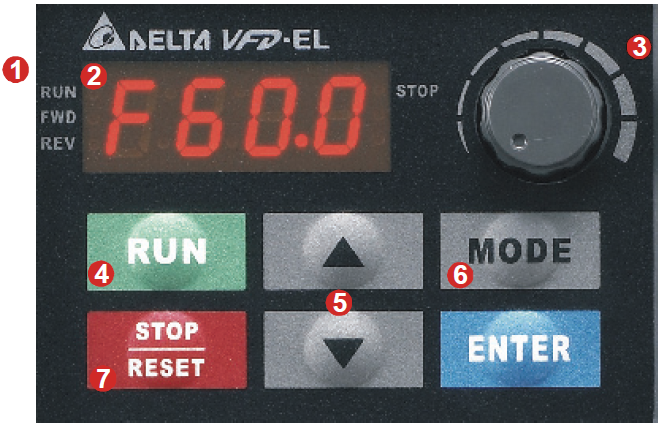 DELTA VFD-EL
1
2
3
RUN
FWD
REV
F60.0
STOP
RUN
4
MODE
6
5
STOP
RESET
7
ENTER